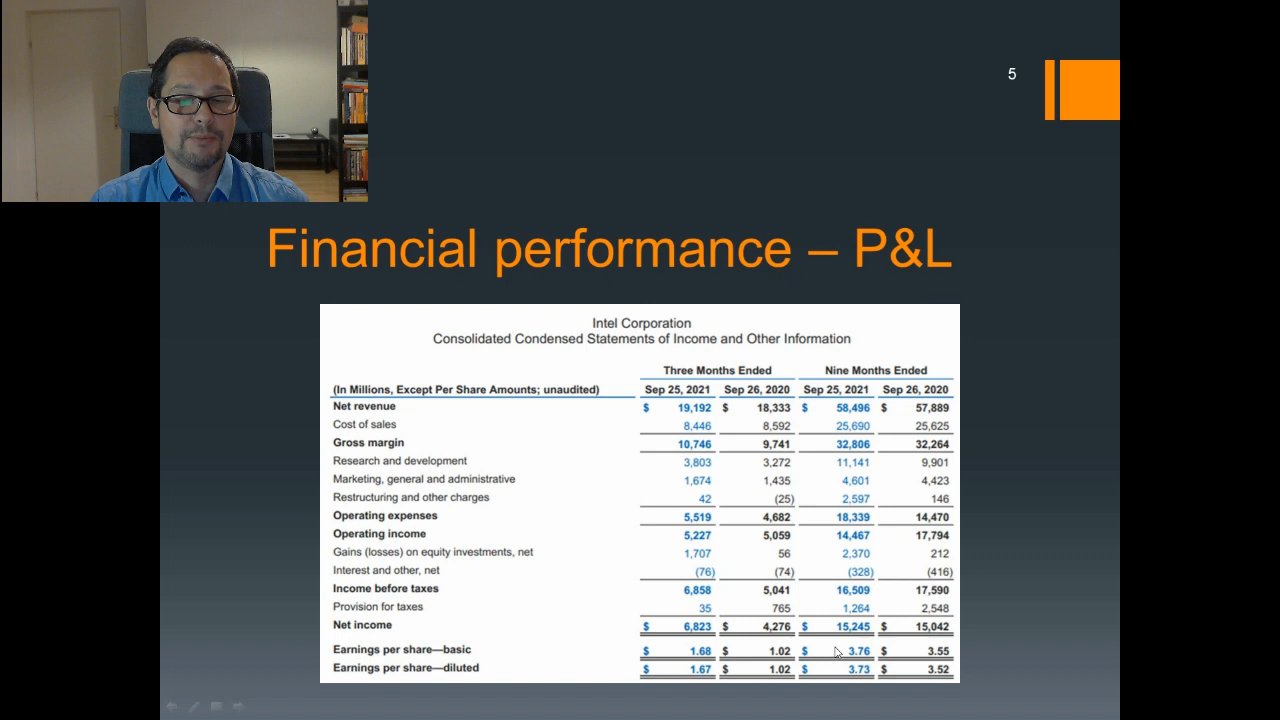 5
Financial performance – P&L
Intel Corporation
Consolidated Condensed Statements of Income and Other Information
Three Months Ended Nine Months Ended
(In Millions, Except Per Share Amounts; unaudited) Sep 25, 2021 Sep 26, 2020 Sep 25, 2021 Sep 26, 2020
Net revenue $ 19,192 $ 18,333 $ 58,496 $ 57,889
Cost of sales 8,446 8,592 25,690 25,625
Gross margin 10,746 9,741 32,806 32,264
Research and development 3,803 3,272 11,141 9,901
Marketing, general and administrative 1,674 1,435 4,601 4,423
Restructuring and other charges 42 (25) 2,597 146
Operating expenses 5,519 4,682 18,339 14,470
Operating income 5,227 5,059 14,467 17,794
Gains (losses) on equity investments, net 1,707 56 2,370 212
Interest and other, net (76) (74) (328) (416)
Income before taxes 6,858 5,041 16,509 17,590
Provision for taxes 35 765 1,264 2,548
Net income $ 6,823 $ 4,276 $ 15,245 $ 15,042
Earnings per share—basic $ 1.68 $ 1.02 $ 3.76 $ 3.55
Earnings per share—diluted $ 1.67 $ 1.02 $ 3.73 $ 3.52